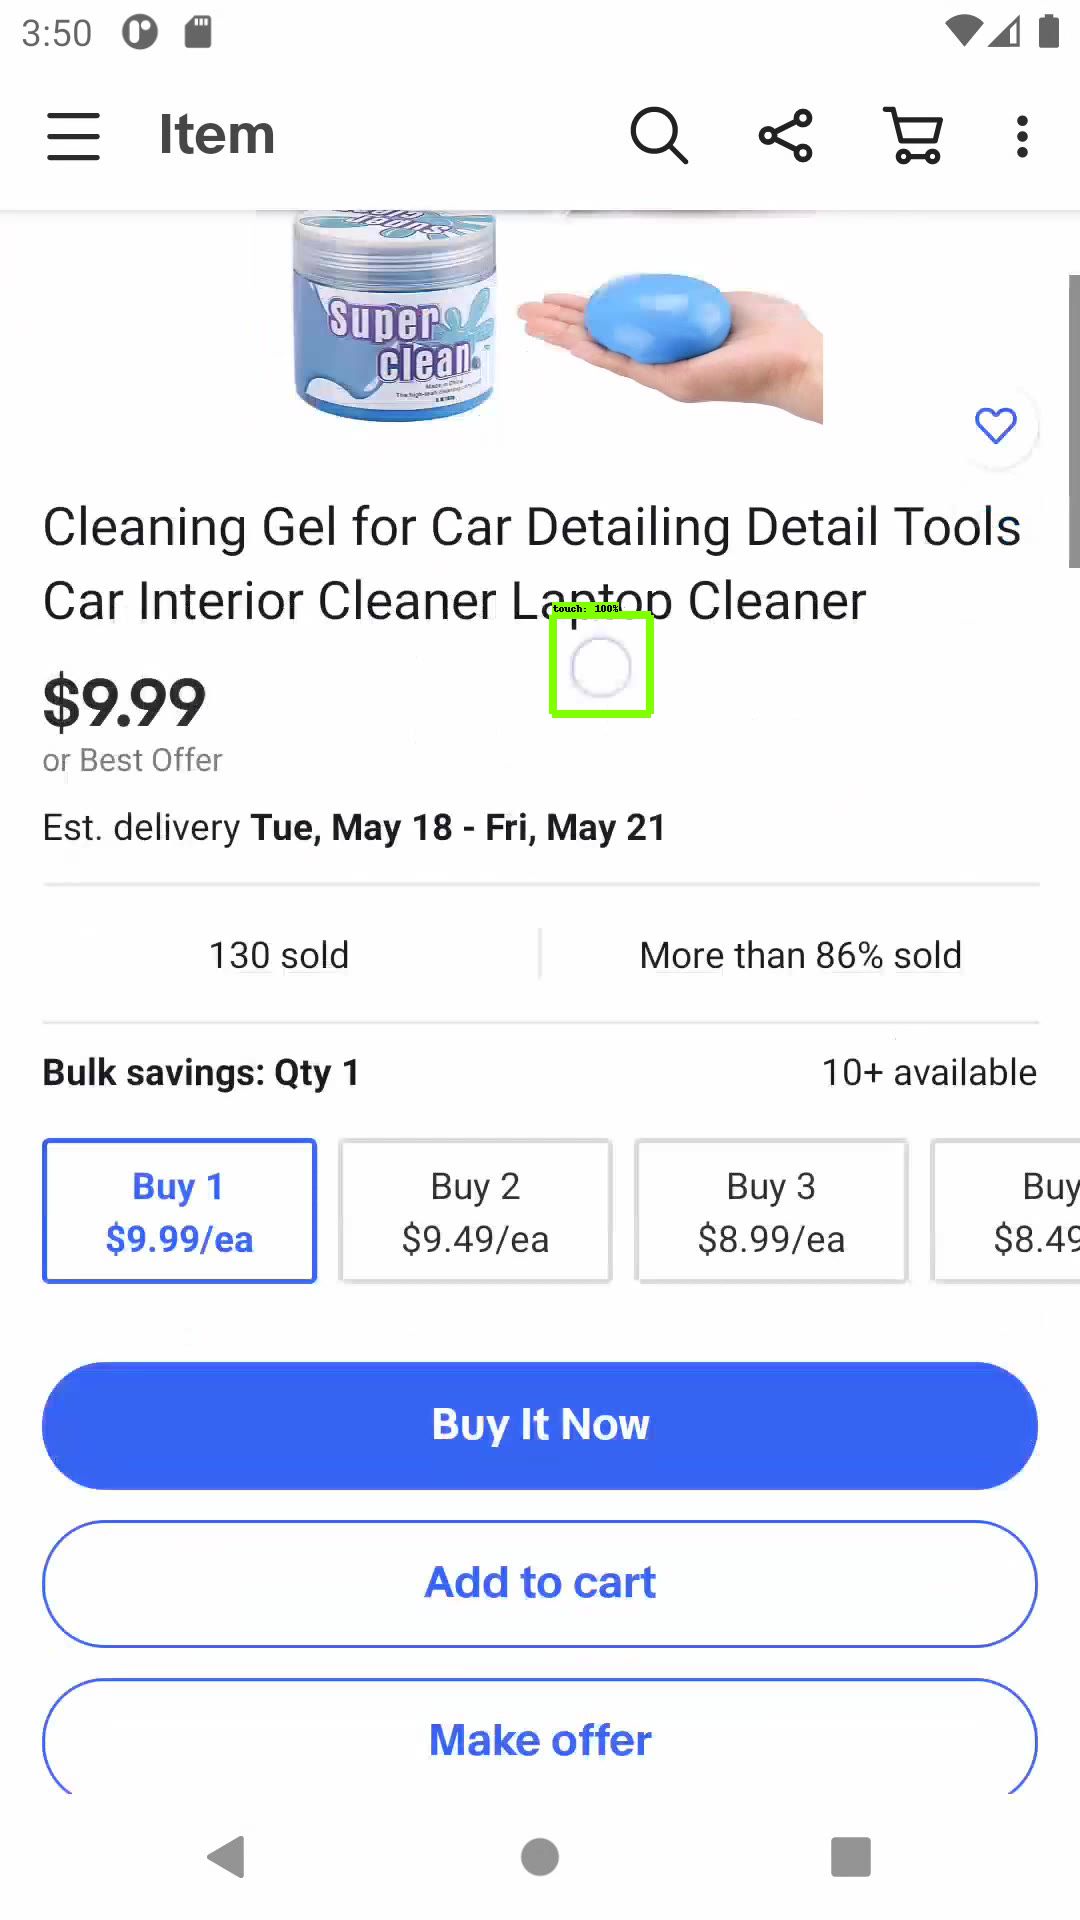 3:50
Item
Super
clean.
Made in China
Cleaning Gel for Car Detailing Detail Tools
Car Interior Cleaner Laptop Cleaner
touch: 100%
$9.99
or Best Offer
Est. delivery Tue, May 18 - Fri, May 21
130 sold
More than 86% sold
Bulk savings: Qty 1
10+ available
Buy 1
$9.99/ea
Buy 2
$9.49/ea
Buy 3
$8.99/ea
Buy
$8.49
Buy It Now
Add to cart
Make offer